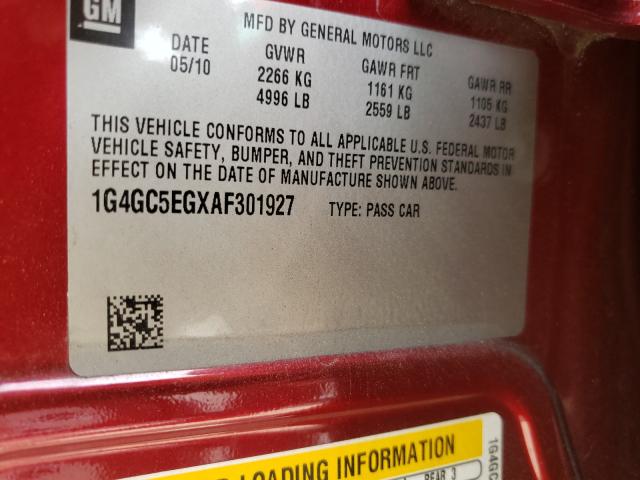 GM
MFD BY GENERAL MOTORS LLC
DATE GVWR GAWR FRT GAWR RR
05/10 2266 KG 1161 KG 1105 KG
4996 LB 2559 LB 2437 LB
THIS VEHICLE CONFORMS TO ALL APPLICABLE U.S. FEDERAL MOTOR
VEHICLE SAFETY, BUMPER, AND THEFT PREVENTION STANDARDS IN
EFFECT ON THE DATE OF MANUFACTURE SHOWN ABOVE.
1G4GC5EGXAF301927 TYPE: PASS CAR
LOADING INFORMATION
REAR 3
1G4GC